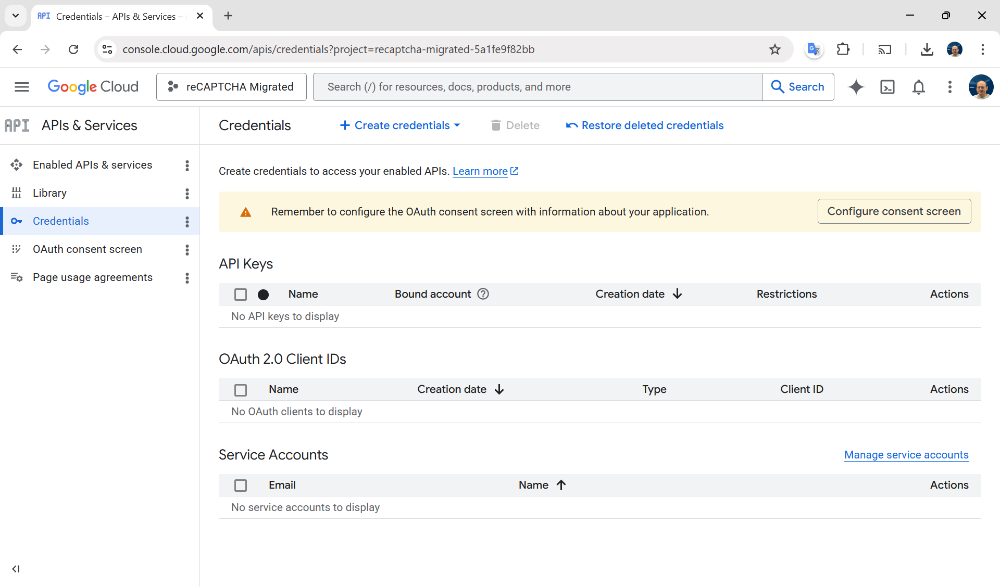 API Credentials – APIs & Services –
console.cloud.google.com/apis/credentials?project=recaptcha-migrated-5a1fe9f82bb
Google Cloud reCAPTCHA Migrated Search (/) for resources, docs, products, and more Search
API APIs & Services
Credentials Create credentials Delete Restore deleted credentials
Enabled APIs & services
Library
Credentials
OAuth consent screen
Page usage agreements
Create credentials to access your enabled APIs. Learn more
Remember to configure the OAuth consent screen with information about your application. Configure consent screen
API Keys
Name Bound account Creation date Restrictions Actions
No API keys to display
OAuth 2.0 Client IDs
Name Creation date Type Client ID Actions
No OAuth clients to display
Service Accounts Manage service accounts
Email Name Actions
No service accounts to display